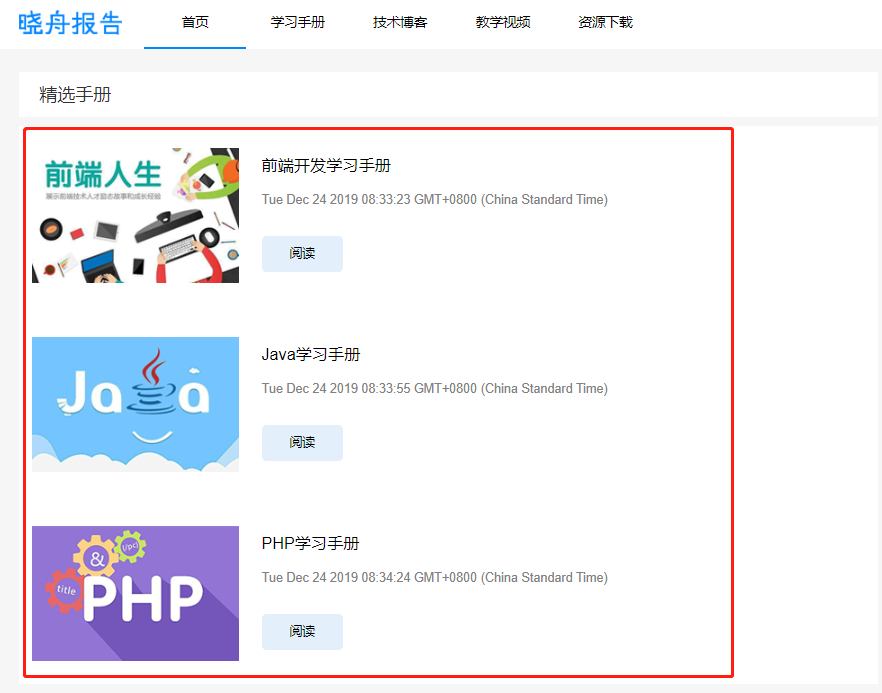 晓舟报告
首页 学习手册 技术博客 教学视频 资源下载
精选手册
前端人生
展示前端技术人才励志故事和成长经验
前端开发学习手册
Tue Dec 24 2019 08:33:23 GMT+0800 (China Standard Time)
阅读
Java
Java学习手册
Tue Dec 24 2019 08:33:55 GMT+0800 (China Standard Time)
阅读
&
title
PHP
PHP学习手册
Tue Dec 24 2019 08:34:24 GMT+0800 (China Standard Time)
阅读